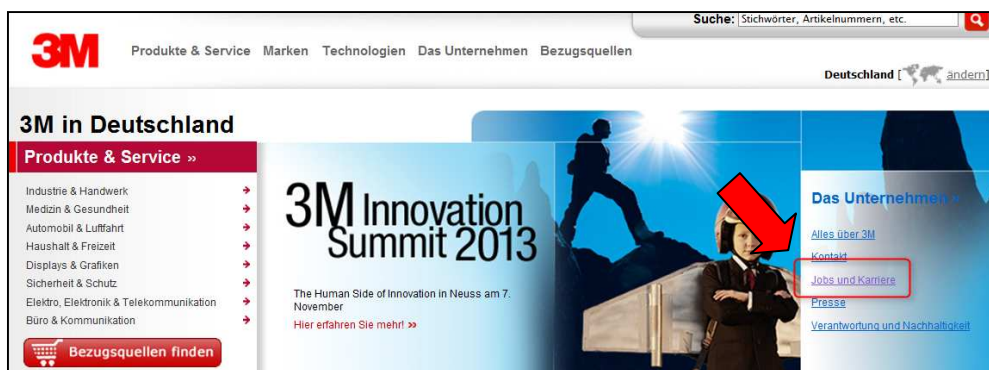 Suche: Stichwörter, Artikelnummern, etc.
3M
Produkte & Service Marken Technologien Das Unternehmen Bezugsquellen
Deutschland [ ändern]
3M in Deutschland
Produkte & Service »
Industrie & Handwerk
Medizin & Gesundheit
Automobil & Luftfahrt
Haushalt & Freizeit
Displays & Grafiken
Sicherheit & Schutz
Elektro, Elektronik & Telekommunikation
Büro & Kommunikation
Bezugsquellen finden
3M Innovation
Summit 2013
The Human Side of Innovation in Neuss am 7.
November
Hier erfahren Sie mehr! »
Das Unternehmen »
Alles über 3M
Kontakt
Jobs und Karriere
Presse
Verantwortung und Nachhaltigkeit